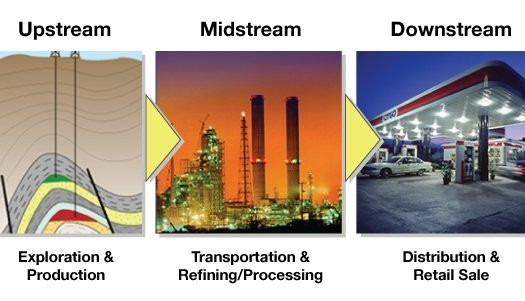 Upstream
Midstream
Downstream
Exploration &
Production
Transportation &
Refining/Processing
Distribution &
Retail Sale